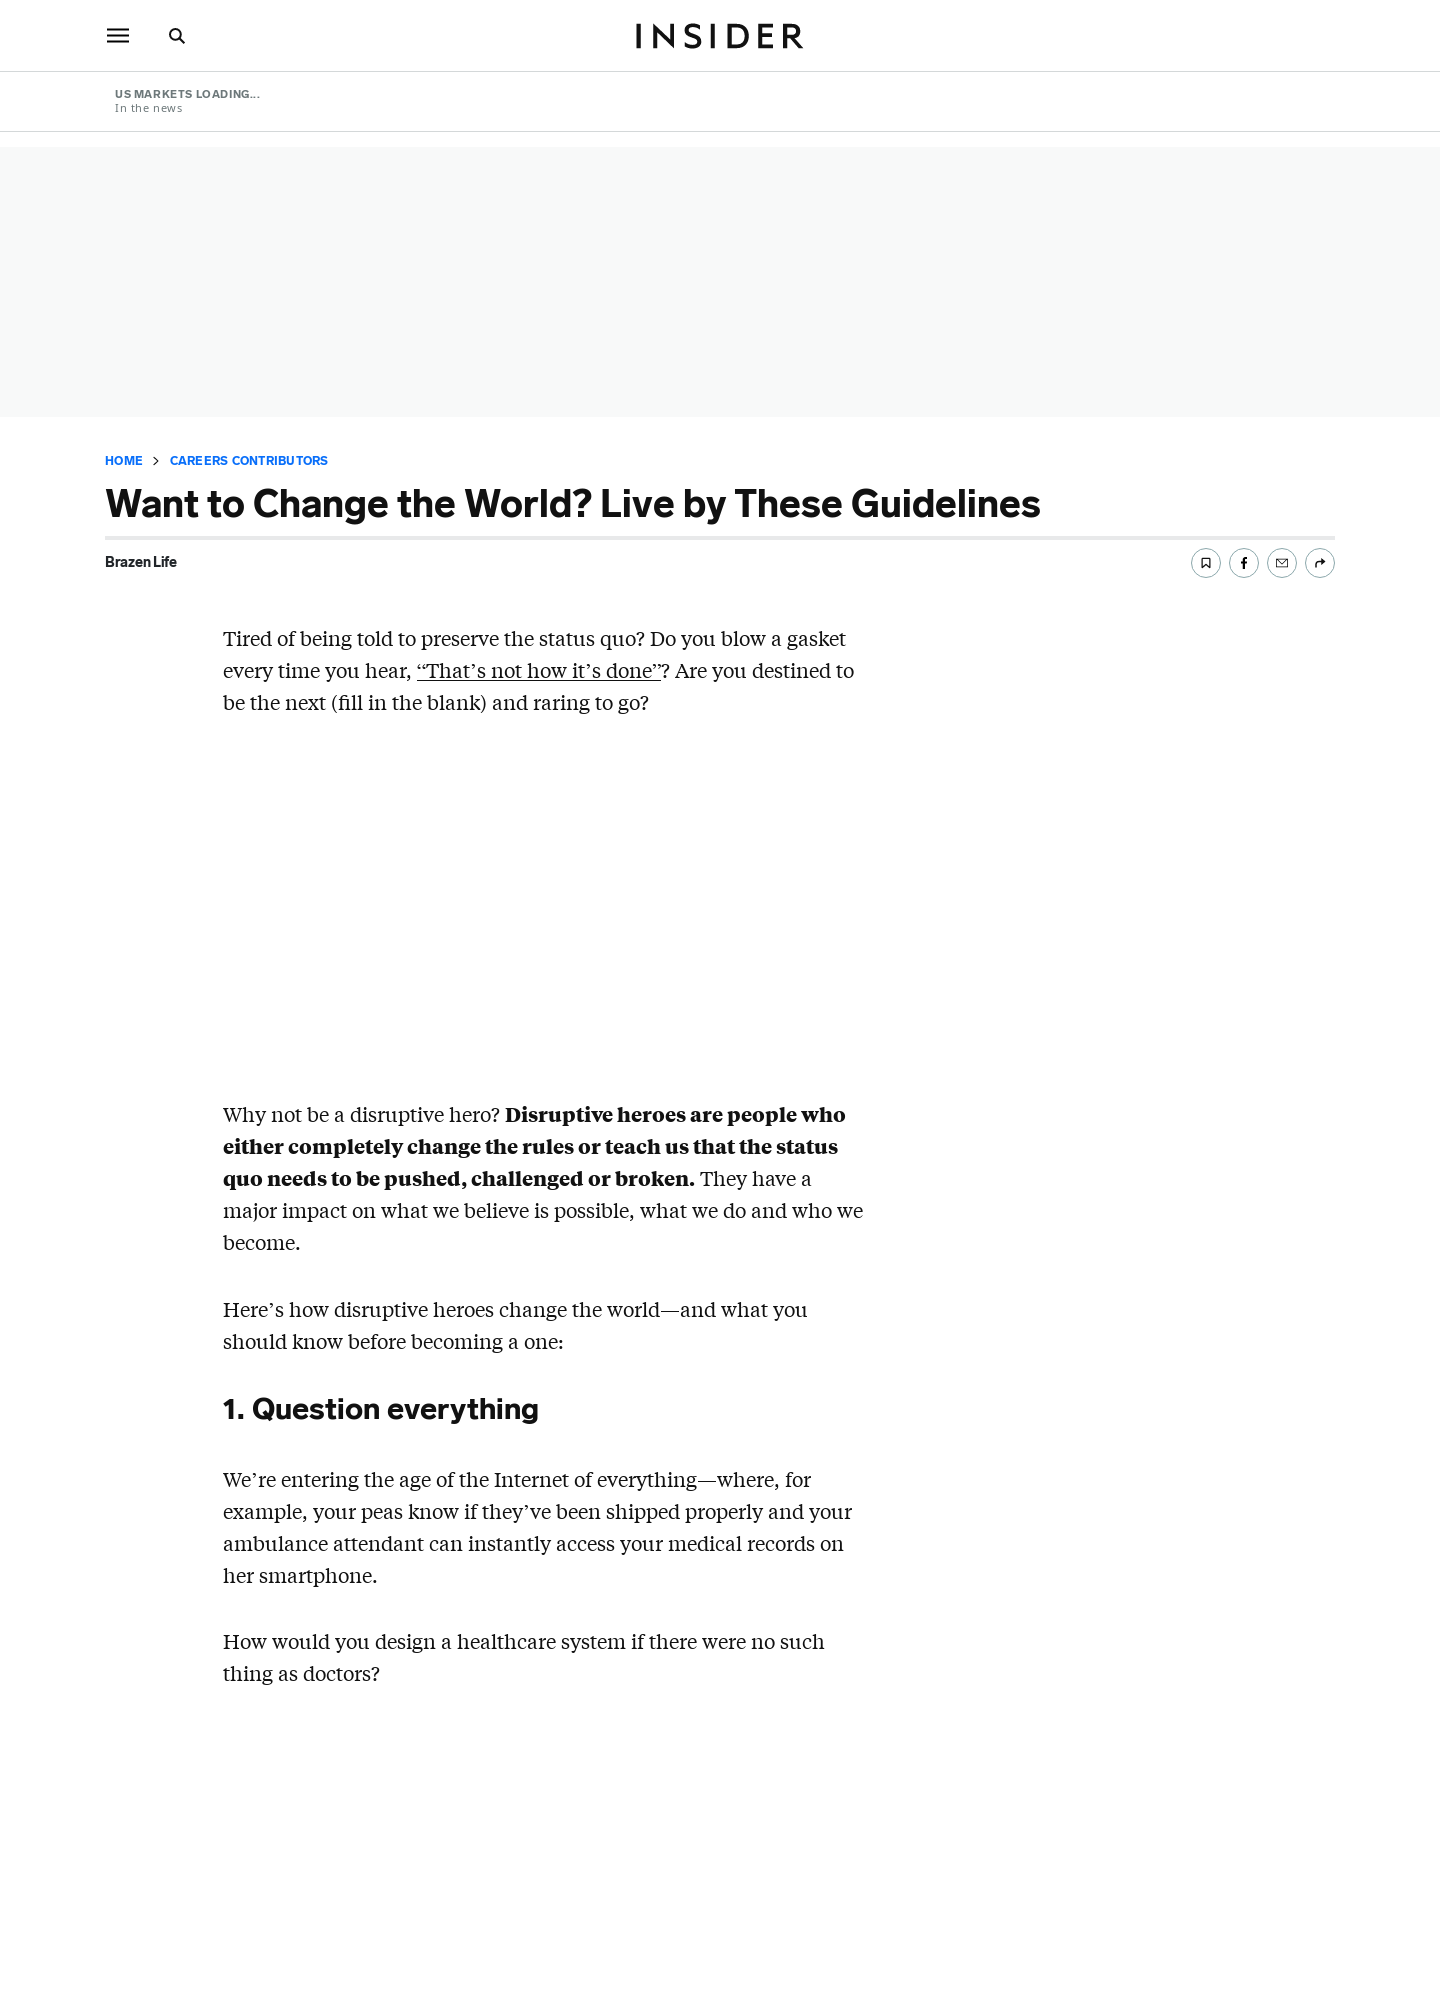 INSIDER
US MARKETS LOADING...
In the news
HOME > CAREERS CONTRIBUTORS
Want to Change the World? Live by These Guidelines
Brazen Life
Tired of being told to preserve the status quo? Do you blow a gasket
every time you hear, “That’s not how it’s done”? Are you destined to
be the next (fill in the blank) and raring to go?
Why not be a disruptive hero? Disruptive heroes are people who
either completely change the rules or teach us that the status
quo needs to be pushed, challenged or broken. They have a
major impact on what we believe is possible, what we do and who we
become.
Here’s how disruptive heroes change the world—and what you
should know before becoming a one:
1. Question everything
We’re entering the age of the Internet of everything—where, for
example, your peas know if they’ve been shipped properly and your
ambulance attendant can instantly access your medical records on
her smartphone.
How would you design a healthcare system if there were no such
thing as doctors?